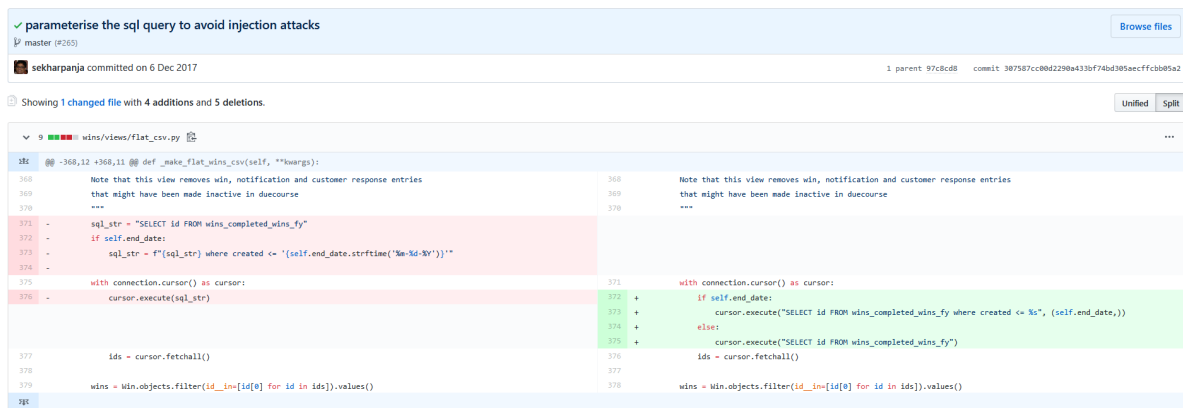 ✓ parameterise the sql query to avoid injection attacks
Browse files
master (#265)
sekharpanja committed on 6 Dec 2017
1 parent 97c8cd8 commit 307587cc00d2290a433bf74bd305aecffcbb05a2
Showing 1 changed file with 4 additions and 5 deletions.
Unified Split
9 wins/views/flat_csv.py
@@ -368,12 +368,11 @@ def _make_flat_wins_csv(self, **kwargs):
368 Note that this view removes win, notification and customer response entries
369 that might have been made inactive in duecourse
370 """
371 - sql_str = "SELECT id FROM wins_completed_wins_fy"
372 - if self.end_date:
373 - sql_str = f"{sql_str} where created <= '{self.end_date.strftime('%m-%d-%Y')}'"
374 -
375 with connection.cursor() as cursor:
376 - cursor.execute(sql_str)
377 ids = cursor.fetchall()
378
379 wins = Win.objects.filter(id__in=[id[0] for id in ids]).values()
368 Note that this view removes win, notification and customer response entries
369 that might have been made inactive in duecourse
370 """
371 with connection.cursor() as cursor:
372 + if self.end_date:
373 + cursor.execute("SELECT id FROM wins_completed_wins_fy where created <= %s", (self.end_date,))
374 + else:
375 + cursor.execute("SELECT id FROM wins_completed_wins_fy")
376 ids = cursor.fetchall()
377
378 wins = Win.objects.filter(id__in=[id[0] for id in ids]).values()